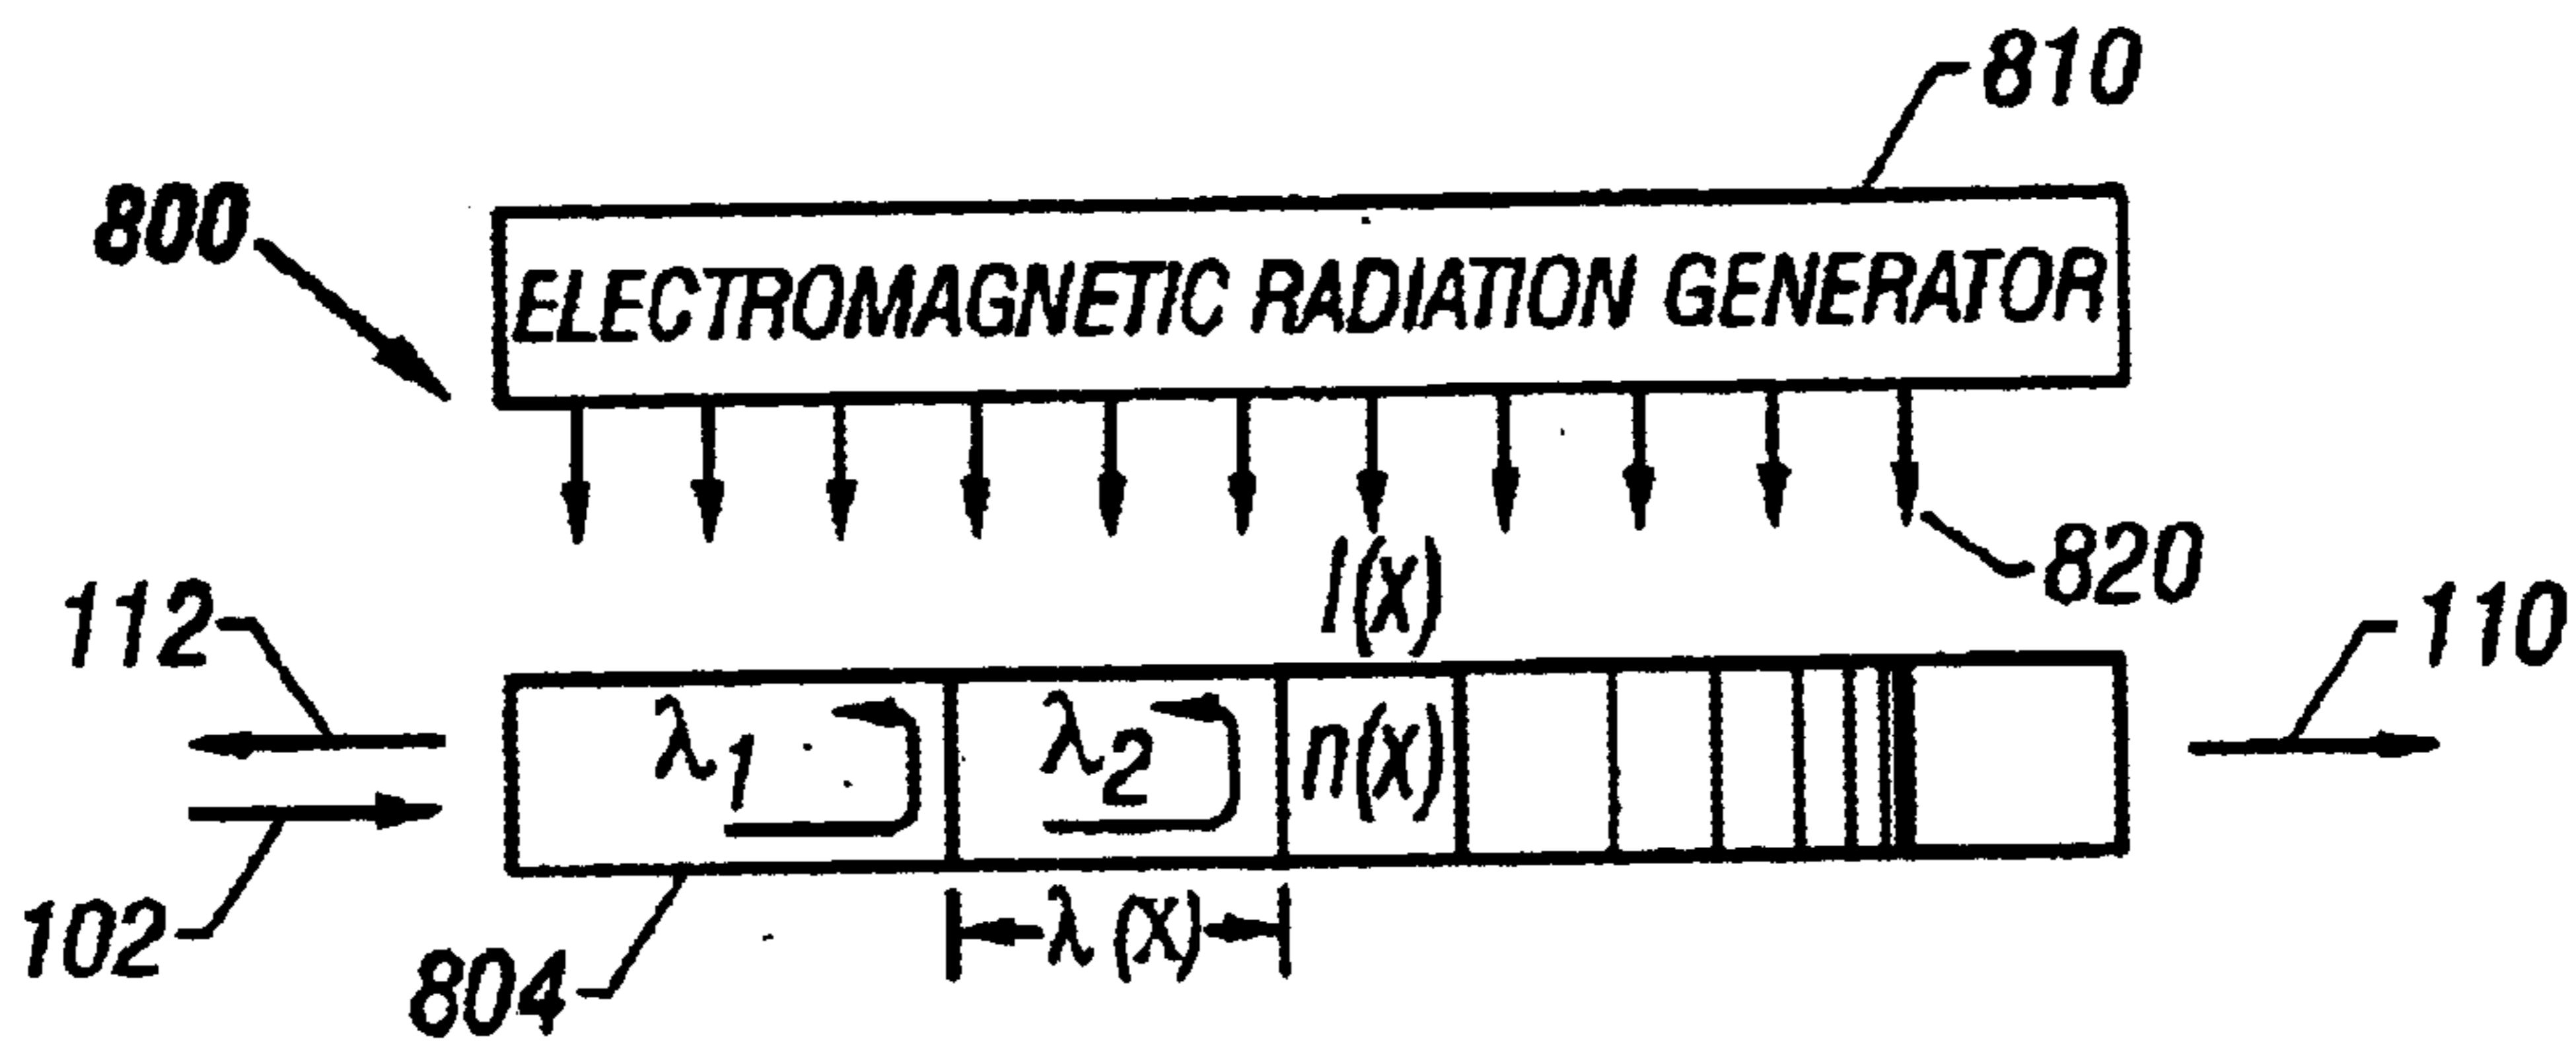 810
800
ELECTROMAGNETIC RADIATION GENERATOR
820
I(x)
112
110
λ1
λ2
n(x)
102
λ(x)
804